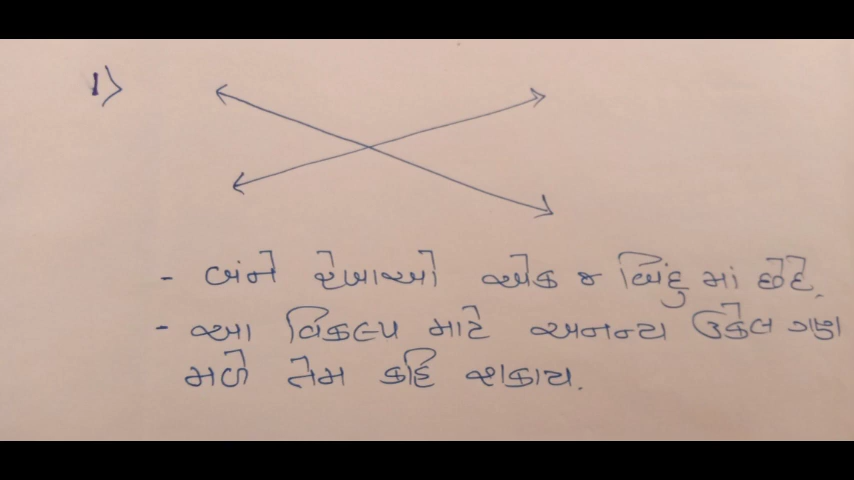 1)
- બંને રેખાઓ એક જ બિંદુ માં છેદે.
- આ વિકલ્પ માટે અનન્ય ઉકેલ ગણ
મળે તેમ કહિ શકાય.